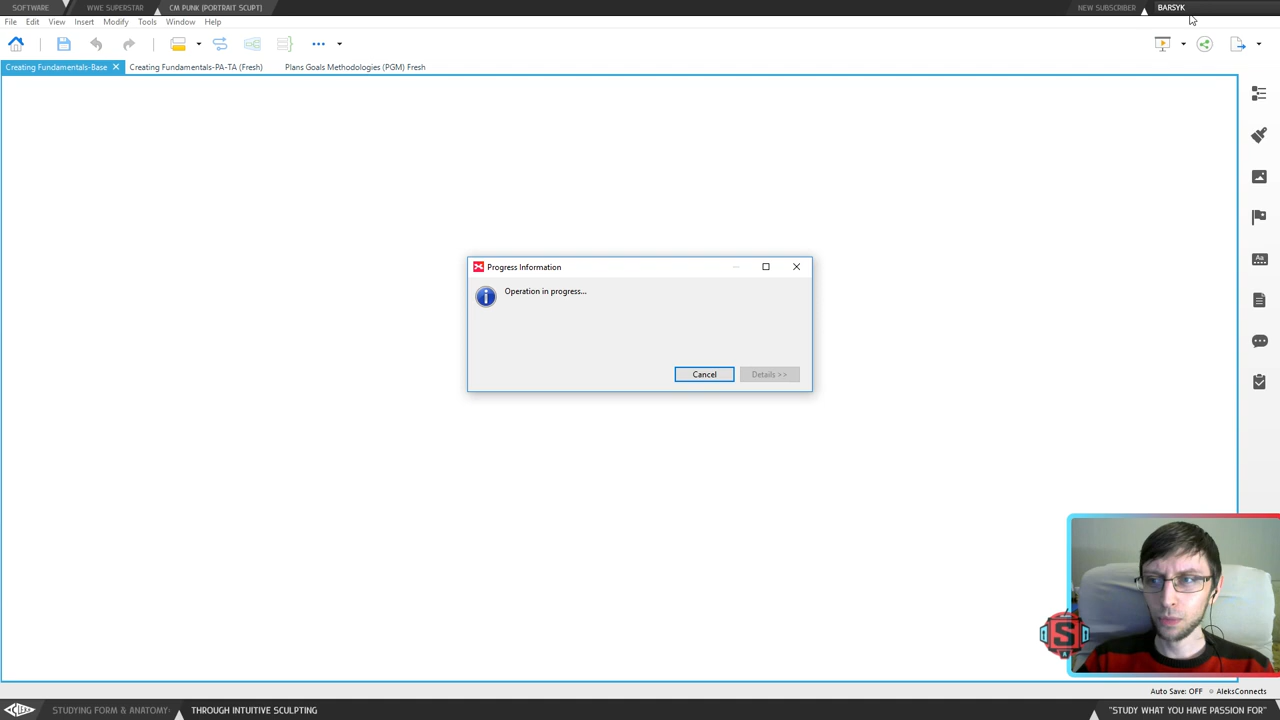 SOFTWARE WWE SUPERSTAR CM PUNK (PORTRAIT SCUPT) NEW SUBSCRIBER BARSYK
File Edit View Insert Modify Tools Window Help
Creating Fundamentals-Base Creating Fundamentals-PA-TA (Fresh) Plans Goals Methodologies (PGM) Fresh
Progress Information
Operation in progress...
Cancel Details >>
Aa
S
A
Auto Save: OFF AleksConnects
STUDYING FORM & ANATOMY THROUGH INTUITIVE SCULPTING "STUDY WHAT YOU HAVE PASSION FOR"